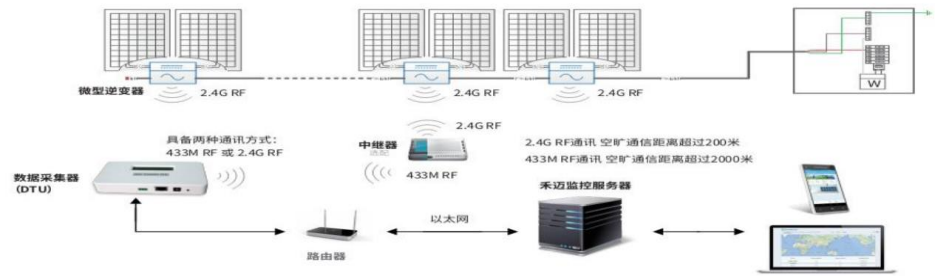 微型逆变器
2.4G RF
2.4G RF
2.4G RF
W
2.4G RF
中继器
选配
433M RF
具备两种通讯方式:
433M RF 或 2.4G RF
2.4G RF通讯 空旷通信距离超过200米
433M RF通讯 空旷通信距离超过2000米
数据采集器
(DTU)
禾迈监控服务器
以太网
路由器